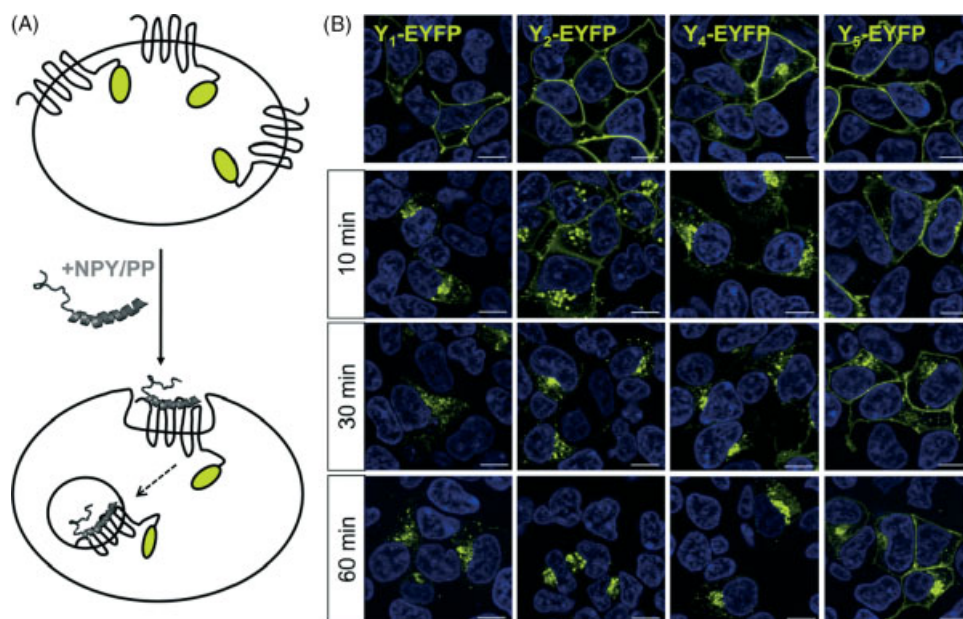 (A)
+NPY/PP
(B)
Y₁-EYFP
Y₂-EYFP
Y₄-EYFP
Y₅-EYFP
10 min
30 min
60 min